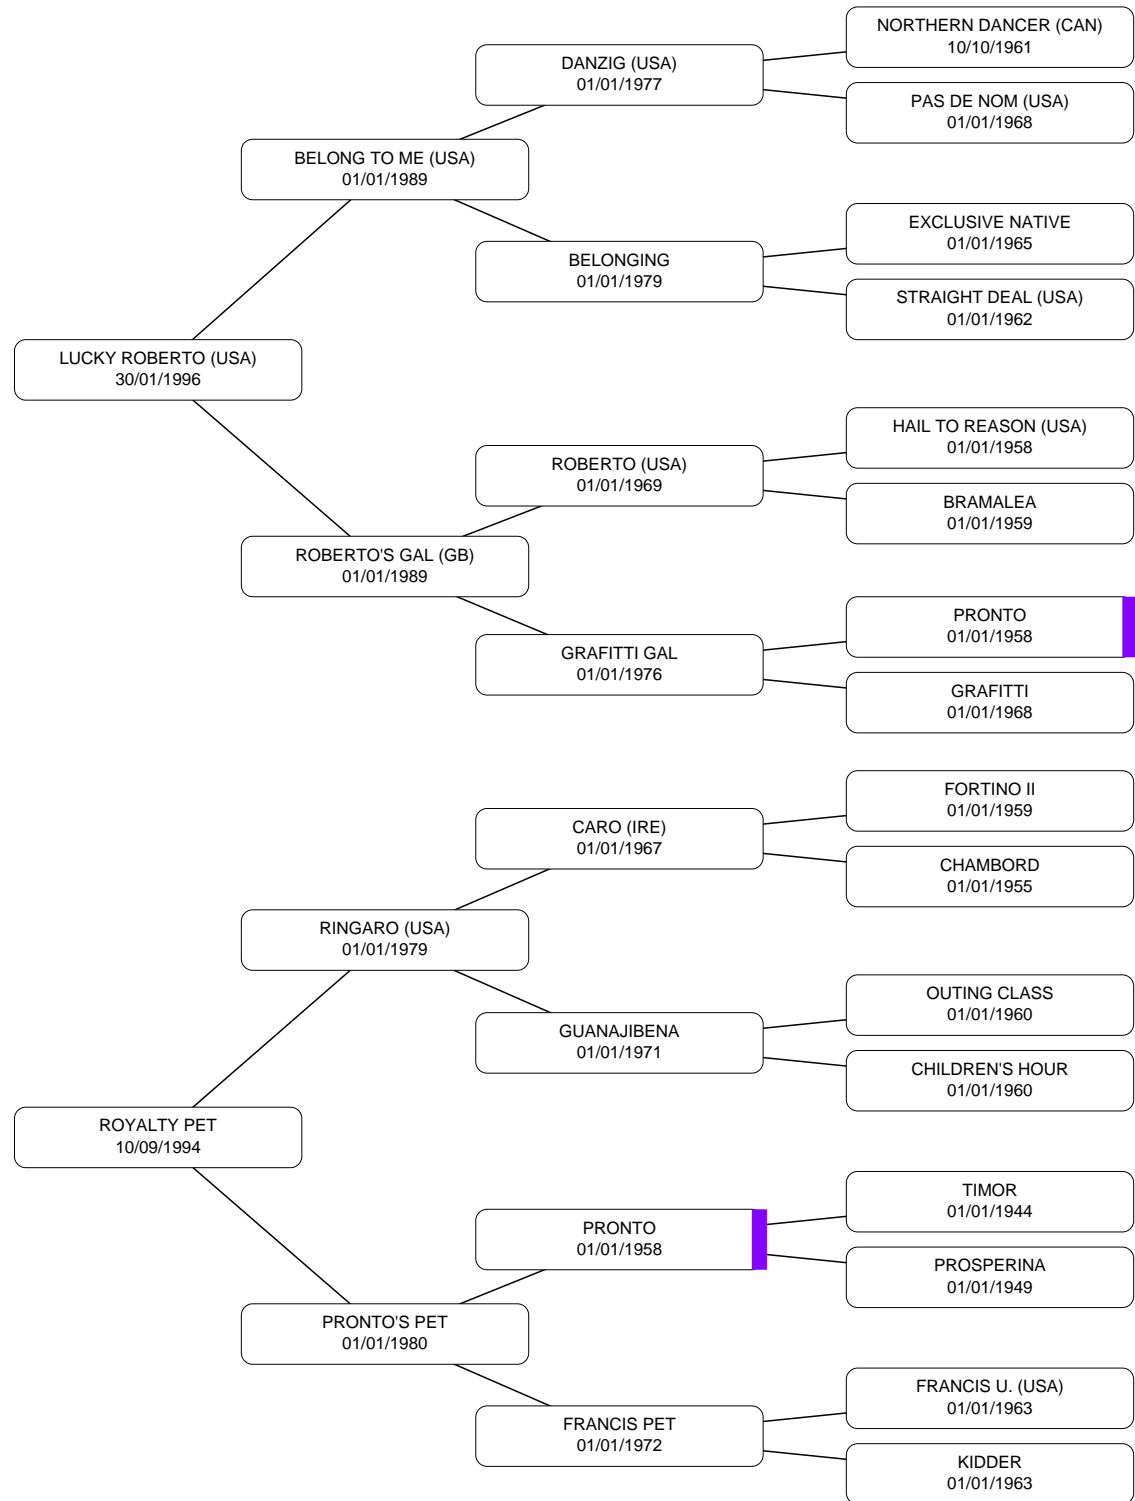 NORTHERN DANCER (CAN)
10/10/1961
DANZIG (USA)
01/01/1977
PAS DE NOM (USA)
01/01/1968
BELONG TO ME (USA)
01/01/1989
EXCLUSIVE NATIVE
01/01/1965
BELONGING
01/01/1979
STRAIGHT DEAL (USA)
01/01/1962
LUCKY ROBERTO (USA)
30/01/1996
HAIL TO REASON (USA)
01/01/1958
ROBERTO (USA)
01/01/1969
BRAMALEA
01/01/1959
ROBERTO'S GAL (GB)
01/01/1989
PRONTO
01/01/1958
GRAFITTI GAL
01/01/1976
GRAFITTI
01/01/1968
FORTINO II
01/01/1959
CARO (IRE)
01/01/1967
CHAMBORD
01/01/1955
RINGARO (USA)
01/01/1979
OUTING CLASS
01/01/1960
GUANAJIBENA
01/01/1971
CHILDREN'S HOUR
01/01/1960
ROYALTY PET
10/09/1994
TIMOR
01/01/1944
PRONTO
01/01/1958
PROSPERINA
01/01/1949
PRONTO'S PET
01/01/1980
FRANCIS U. (USA)
01/01/1963
FRANCIS PET
01/01/1972
KIDDER
01/01/1963